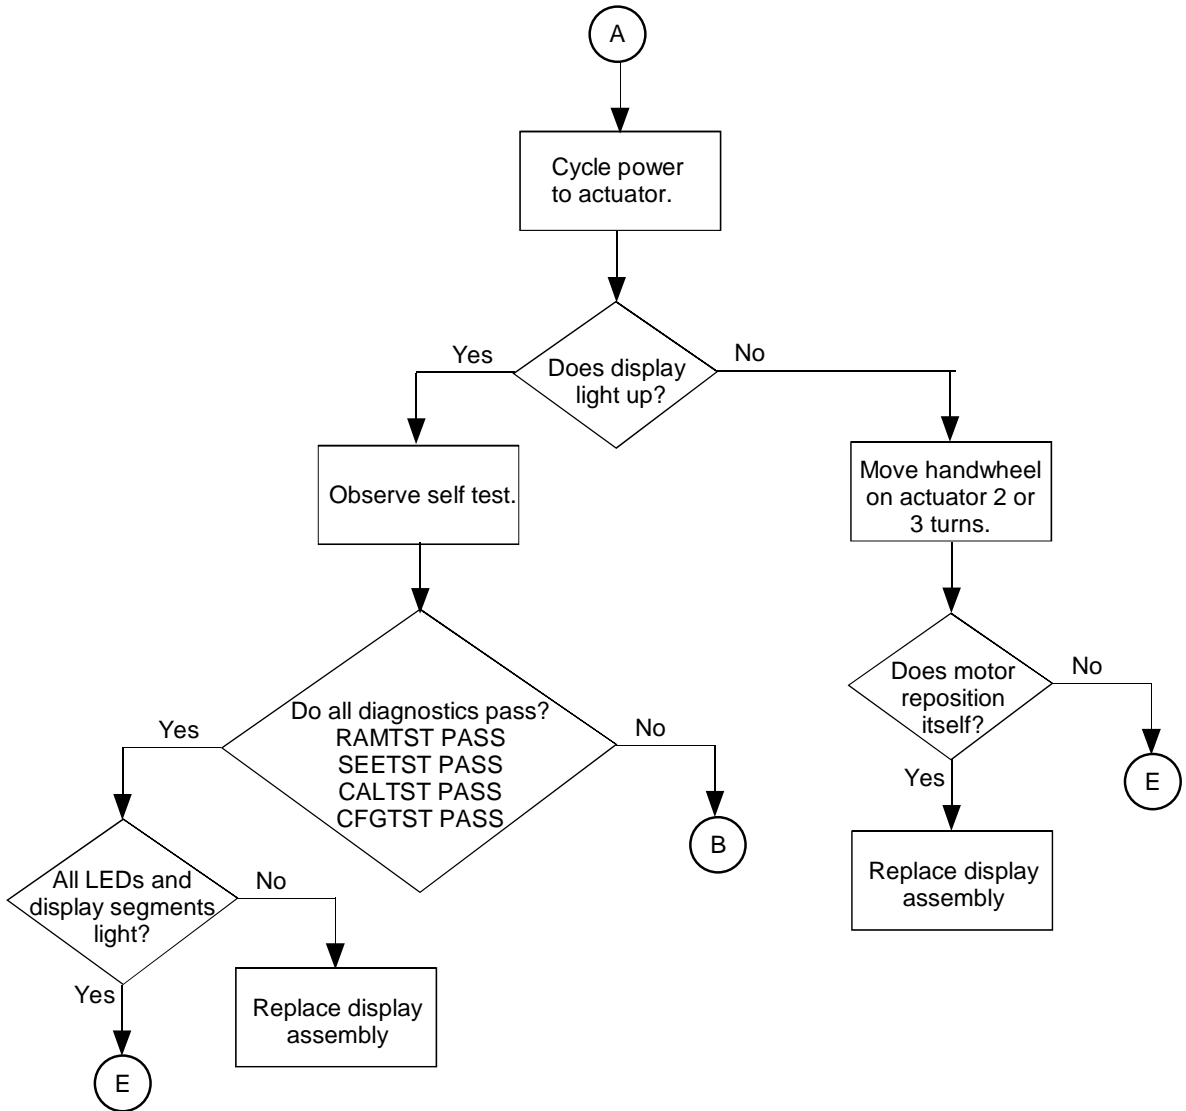 A
Cycle power
to actuator.
Does display
light up?
Yes
No
Observe self test.
Move handwheel
on actuator 2 or
3 turns.
Do all diagnostics pass?
RAMTST PASS
SEETST PASS
CALTST PASS
CFGTST PASS
Yes
No
B
Does motor
reposition
itself?
No
E
Yes
Replace display
assembly
All LEDs and
display segments
light?
No
Replace display
assembly
Yes
E